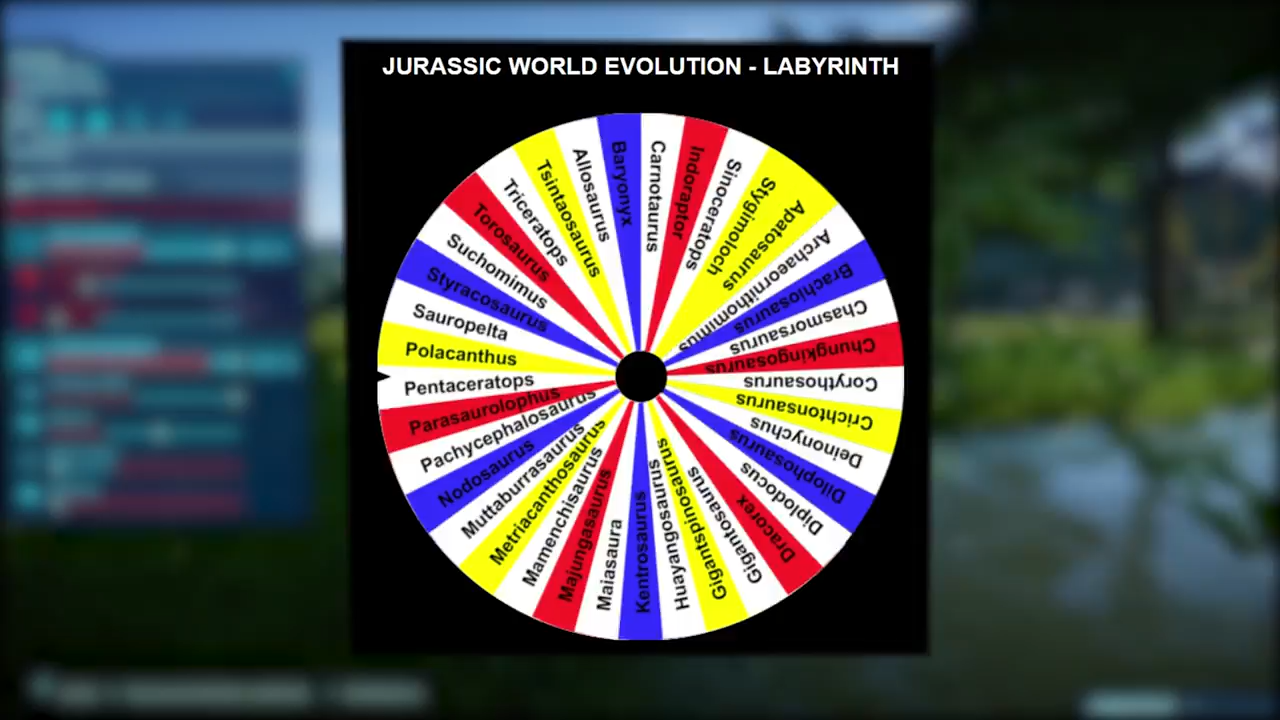 JURASSIC WORLD EVOLUTION - LABYRINTH
Baryonyx
Carnotaurus
Indoraptor
Sinoceratops
Stygimoloch
Apatosaurus
Archaeornithomimus
Brachiosaurus
Chasmorsaurus
Chungkingosaurus
Corythosaurus
Crichtonsaurus
Deinonychus
Dilophosaurus
Diplodocus
Dracorex
Gigantosaurus
Gigantspinosaurus
Huayangosaurus
Kentrosaurus
Maiasaura
Majungasaurus
Mamenchisaurus
Metriacanthosaurus
Muttaburrasaurus
Nodosaurus
Pachycephalosaurus
Parasaurolophus
Pentaceratops
Polacanthus
Sauropelta
Styracosaurus
Suchomimus
Torosaurus
Triceratops
Tsintaosaurus
Allosaurus